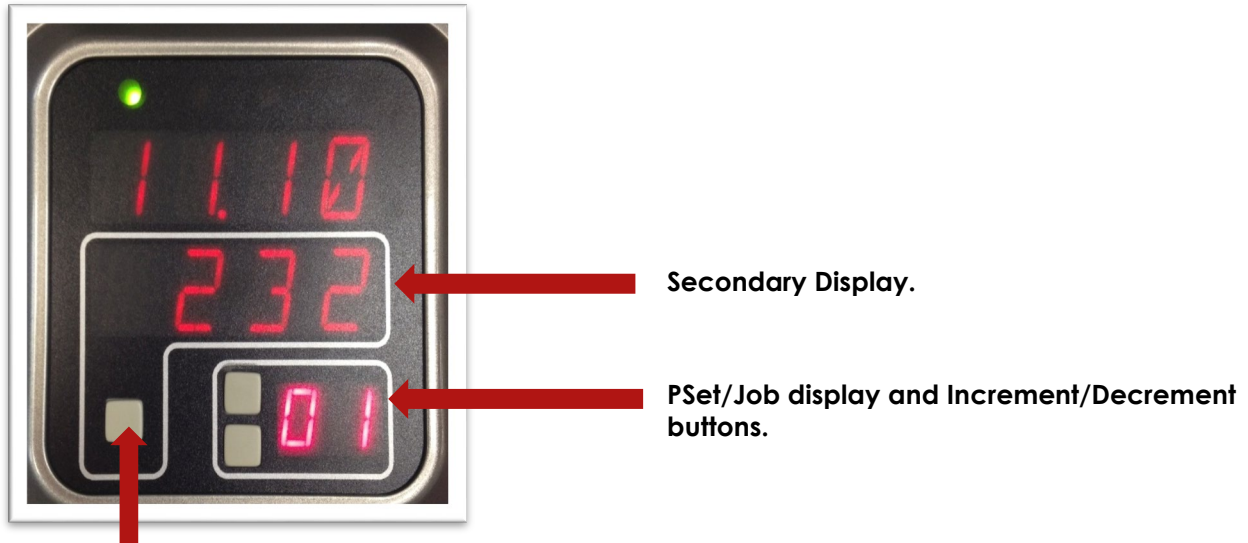 11.10
232
Secondary Display.
01
PSet/Job display and Increment/Decrement
buttons.